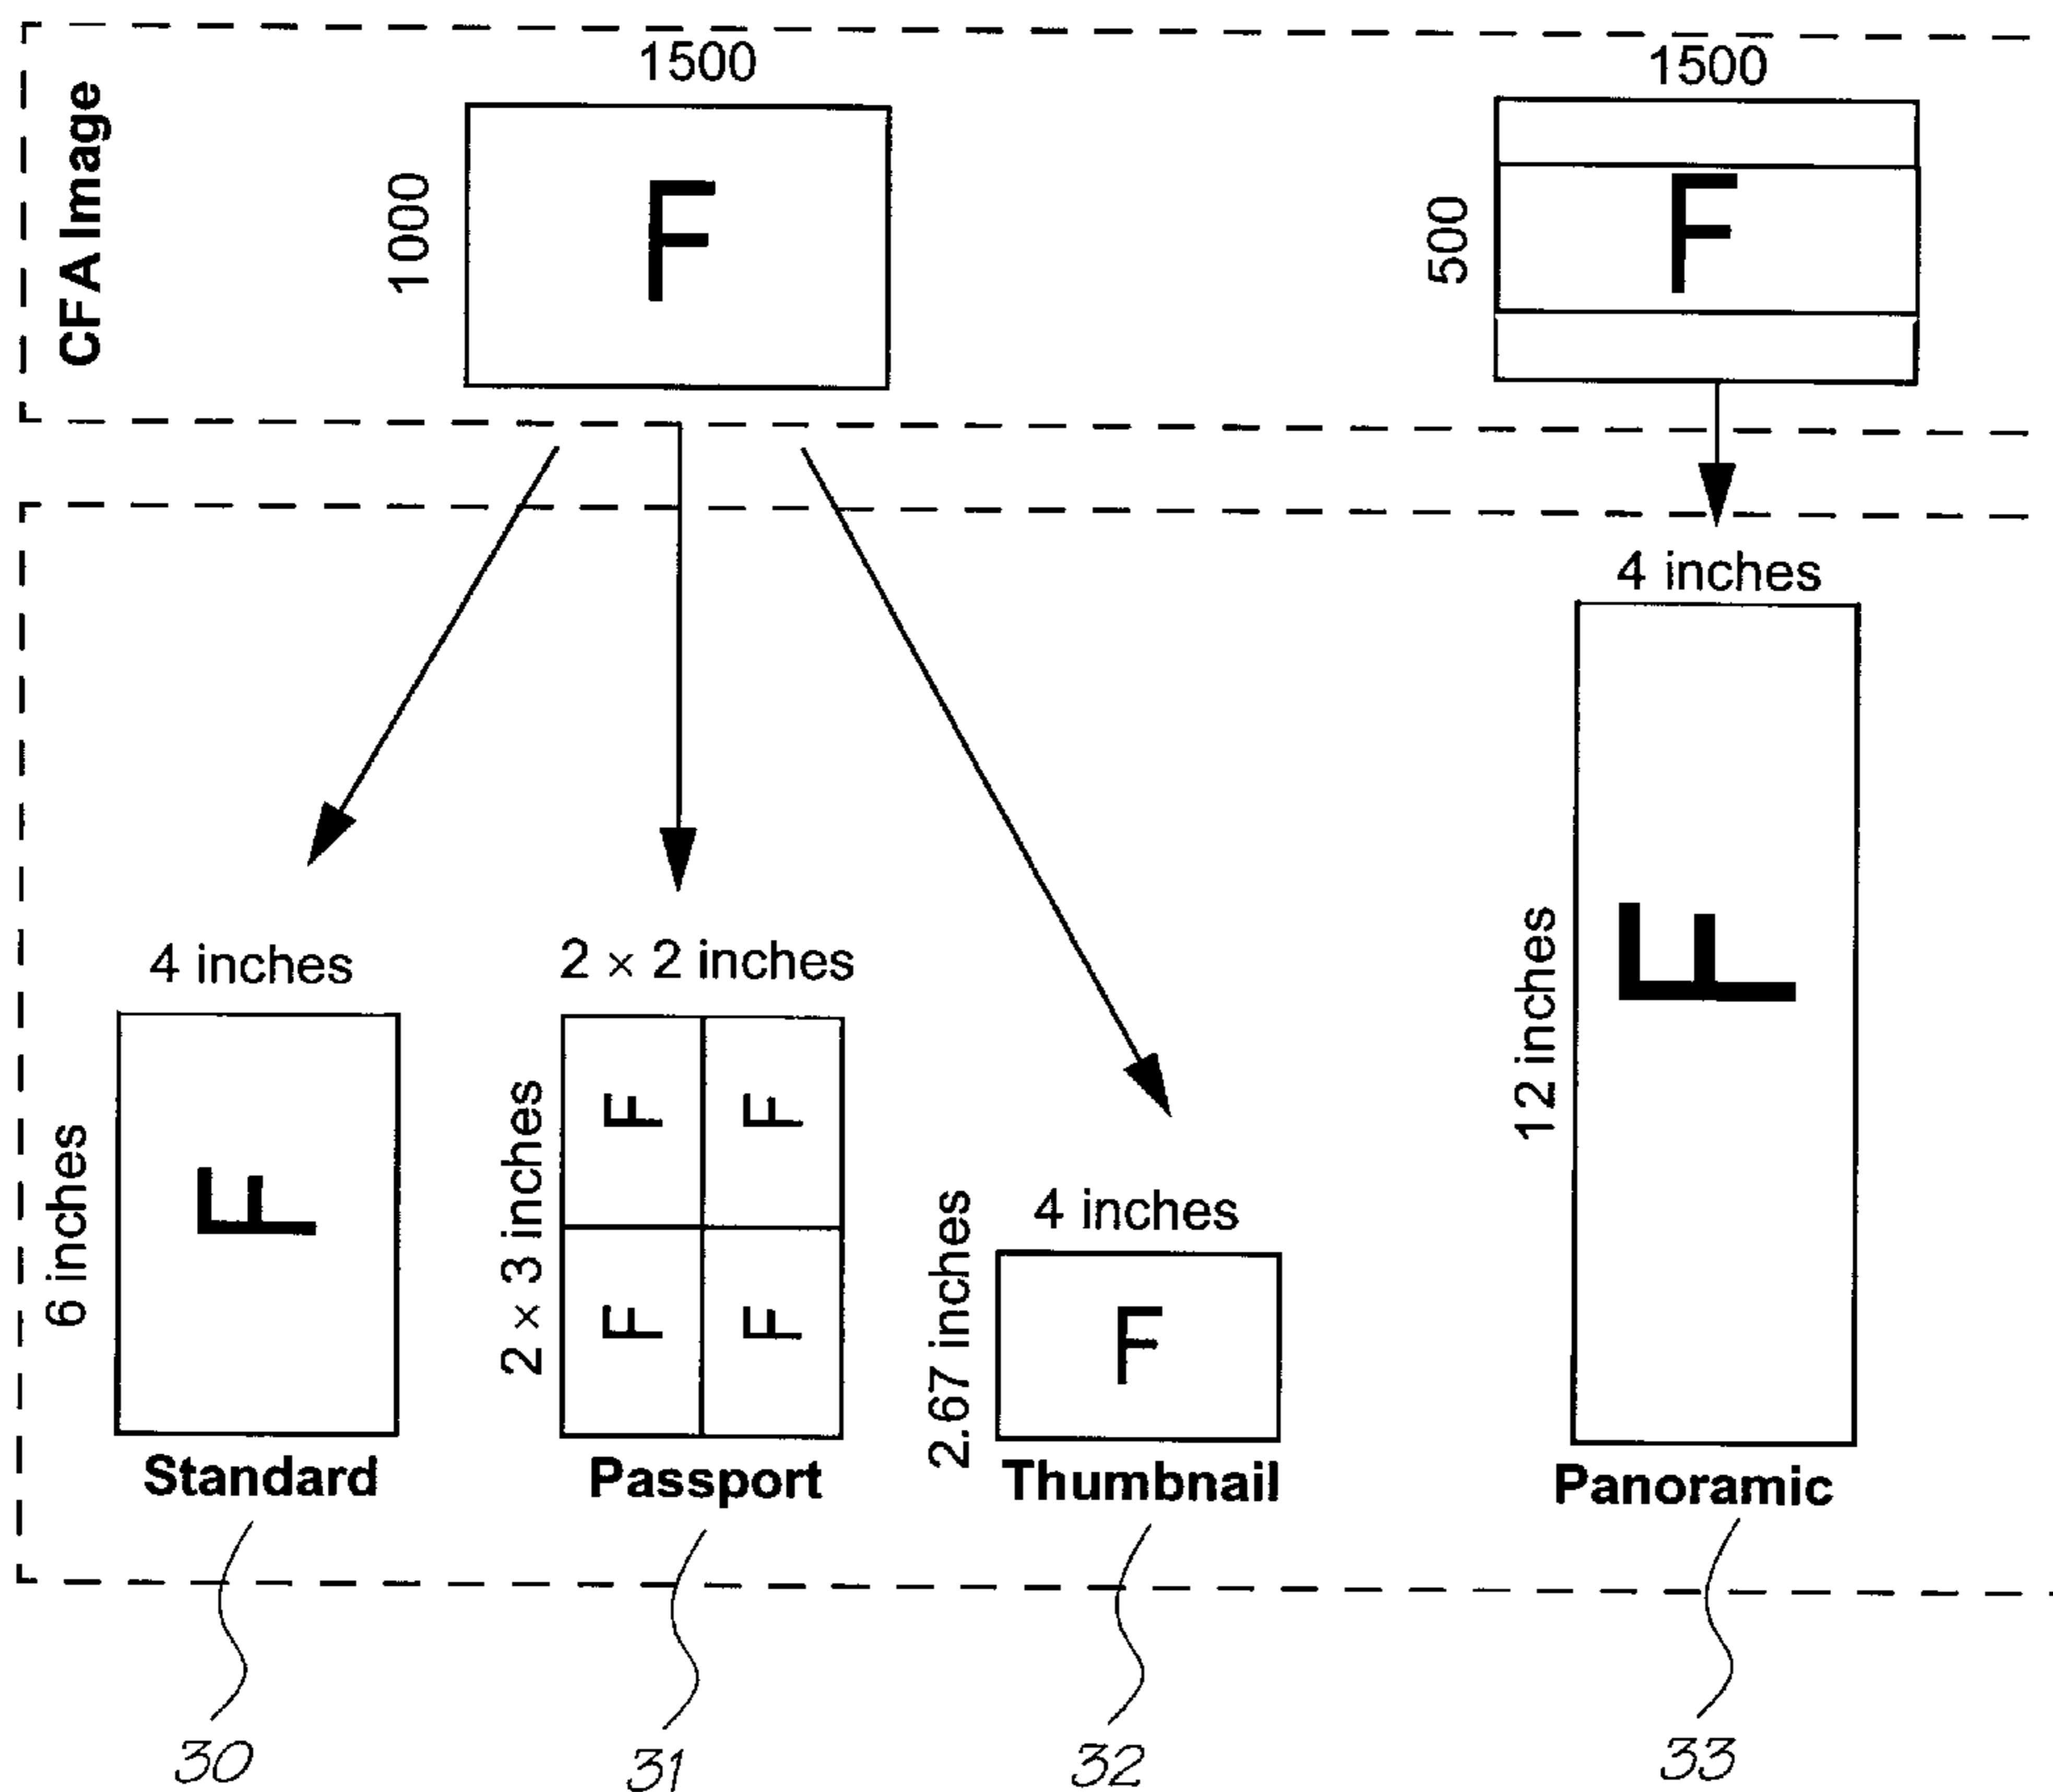 CFA Image
1500
1000
F
1500
500
F
4 inches
6 inches
F
Standard
30
2 × 2 inches
2 × 3 inches
F F
F F
Passport
31
4 inches
2.67 inches
F
Thumbnail
32
4 inches
12 inches
F
Panoramic
33